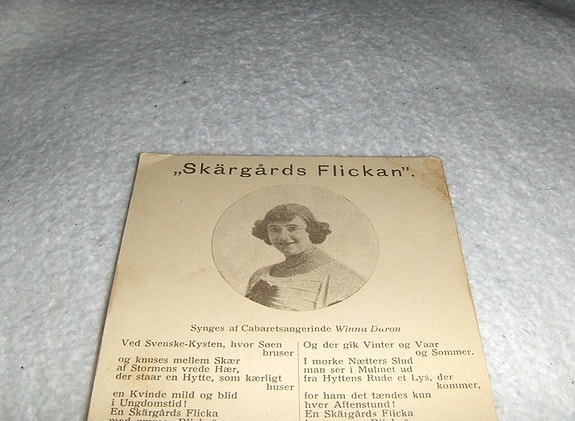 „Skärgårds Flickan".
Synges af Cabaretsangerinde Winna Duron
Ved Svenske-Kysten, hvor Søen
bruser
og knuses mellem Skær
af Stormens vrede Hær,
der staar en Hytte, som kærligt
huser
en Kvinde mild og blid
i Ungdomstid!
En Skärgårds Flicka
Og der gik Vinter og Vaar
og Sommer.
I mørke Nætters Slud
man ser i Mulmet ud
fra Hyttens Rude et Lys, der
kommer,
for ham det tændes kun
hver Aftenstund!
En Skärgårds Flicka